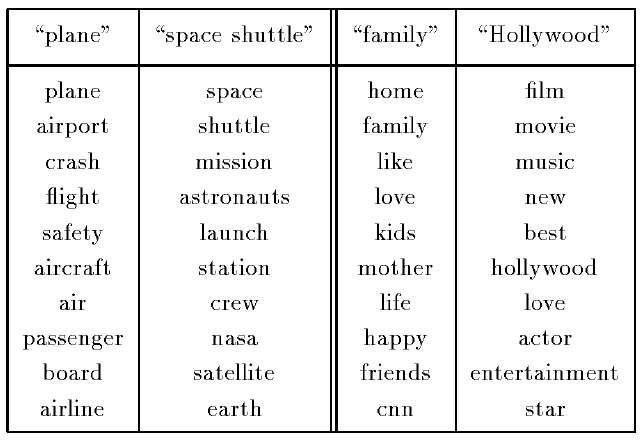 “plane” “space shuttle” “family” “Hollywood”
plane space home film
airport shuttle family movie
crash mission like music
flight astronauts love new
safety launch kids best
aircraft station mother hollywood
air crew life love
passenger nasa happy actor
board satellite friends entertainment
airline earth cnn star